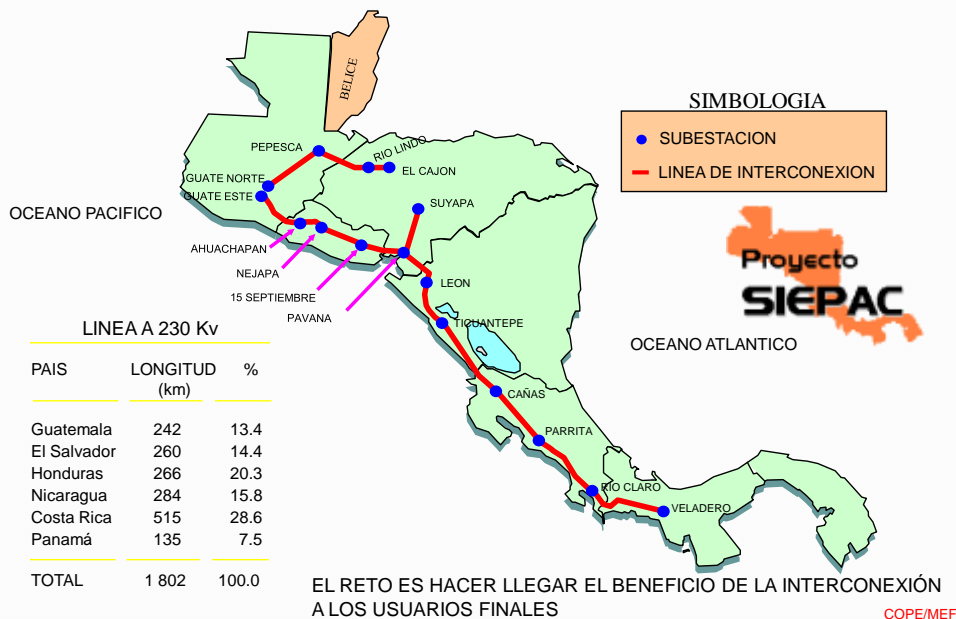 BELICE
SIMBOLOGIA
SUBESTACION
LINEA DE INTERCONEXION
PEPESCA
RIO LINDO
EL CAJON
GUATE NORTE
GUATE ESTE
SUYAPA
OCEANO PACIFICO
AHUACHAPAN
NEJAPA
15 SEPTIEMBRE
PAVANA
LEON
TICUANTEPE
Proyecto
SIEPAC
OCEANO ATLANTICO
CAÑAS
PARRITA
RIO CLARO
VELADERO
LINEA A 230 Kv
PAIS LONGITUD %
(km)
Guatemala 242 13.4
El Salvador 260 14.4
Honduras 266 20.3
Nicaragua 284 15.8
Costa Rica 515 28.6
Panamá 135 7.5
TOTAL 1 802 100.0
EL RETO ES HACER LLEGAR EL BENEFICIO DE LA INTERCONEXIÓN
A LOS USUARIOS FINALES
COPE/MEF